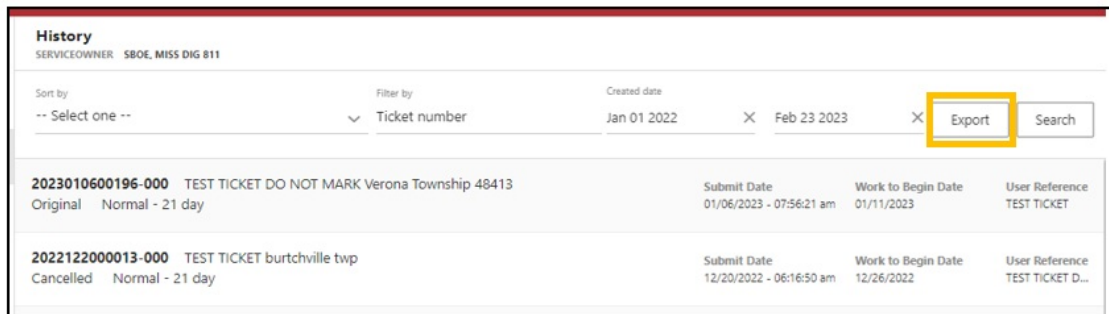 History
SERVICEOWNER SBOE, MISS DIG 811
Sort by Filter by Created date
-- Select one -- Ticket number Jan 01 2022 Feb 23 2023 Export Search
2023010600196-000 TEST TICKET DO NOT MARK Verona Township 48413 Submit Date Work to Begin Date User Reference
Original Normal - 21 day 01/06/2023 - 07:56:21 am 01/11/2023 TEST TICKET
2022122000013-000 TEST TICKET burtchville twp Submit Date Work to Begin Date User Reference
Cancelled Normal - 21 day 12/20/2022 - 06:16:50 am 12/26/2022 TEST TICKET D...